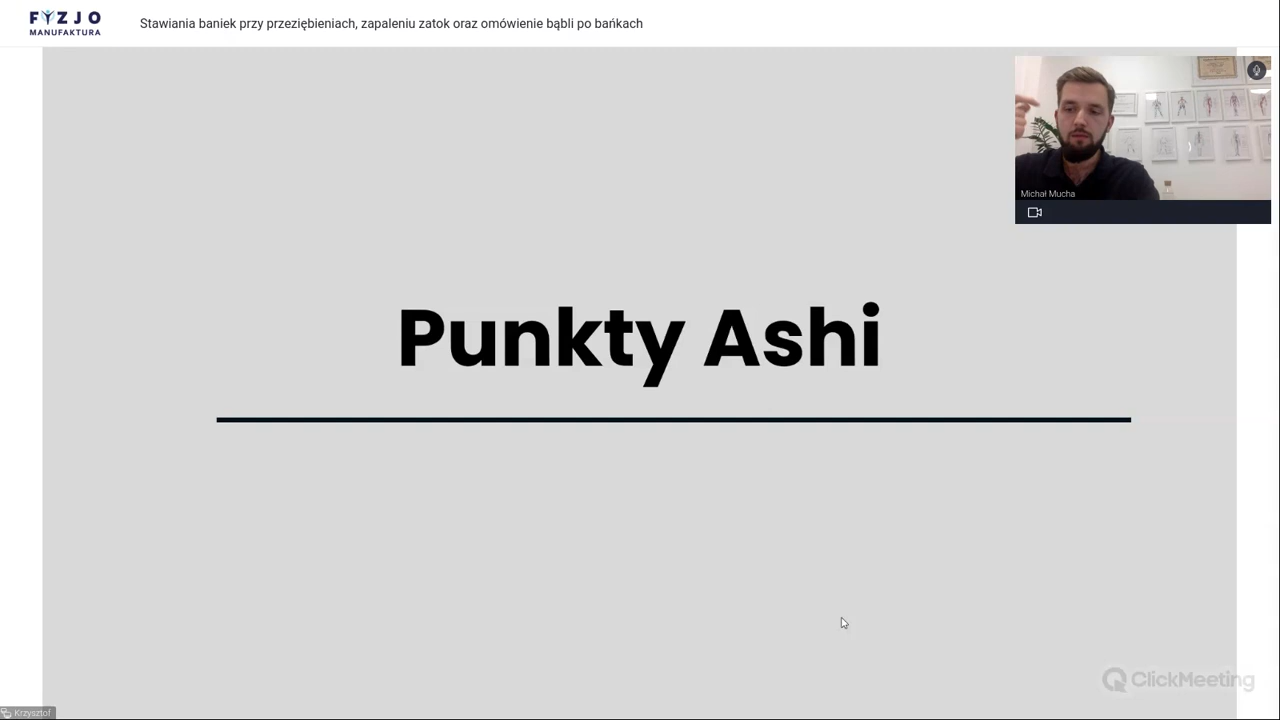 FYZJO
MANUFAKTURA
Stawiania baniek przy przeziębieniach, zapaleniu zatok oraz omówienie bąbli po bańkach
Michał Mucha
Punkty Ashi
ClickMeeting
Krzysztof